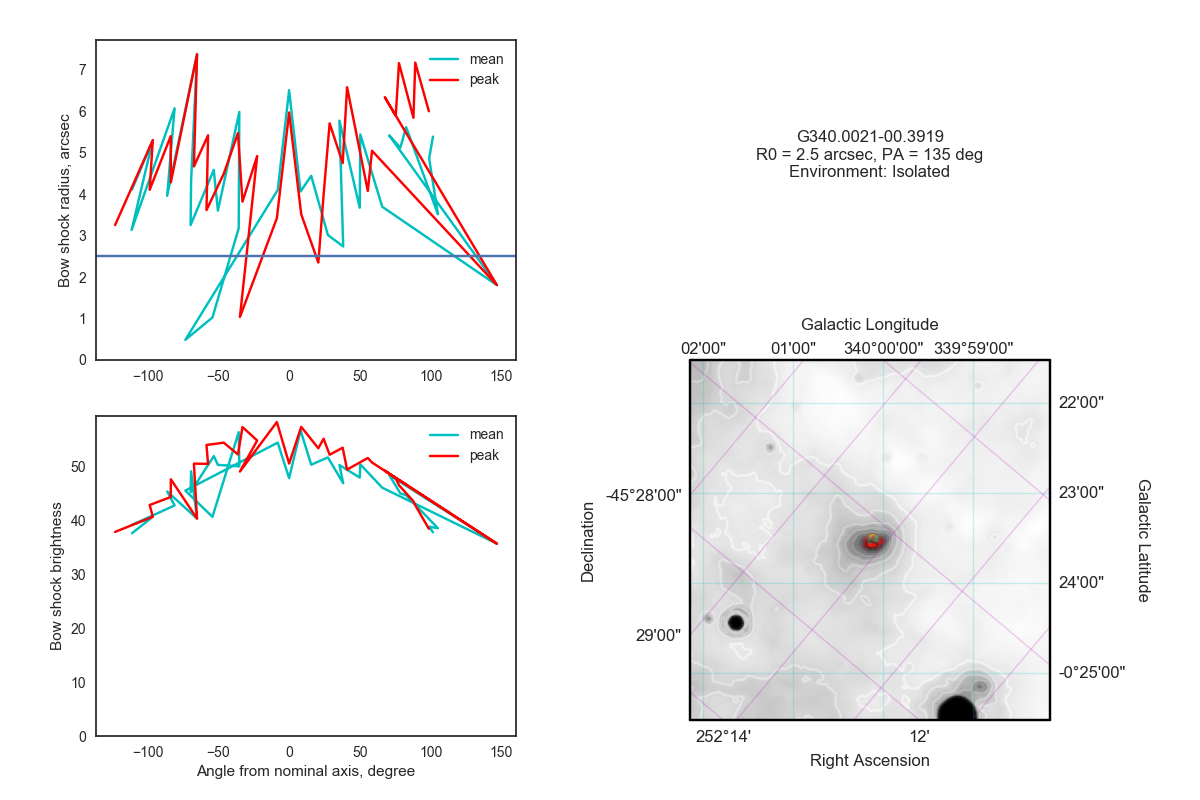 7
6
5
4
3
2
1
0
Bow shock radius, arcsec
mean
peak
−100
−50
0
50
100
150
50
40
30
20
10
0
Bow shock brightness
mean
peak
−100
−50
0
50
100
150
Angle from nominal axis, degree
G340.0021-00.3919
R0 = 2.5 arcsec, PA = 135 deg
Environment: Isolated
Galactic Longitude
02'00"
01'00"
340°00'00"
339°59'00"
-45°28'00"
29'00"
Declination
22'00"
23'00"
24'00"
-0°25'00"
Galactic Latitude
252°14'
12'
Right Ascension